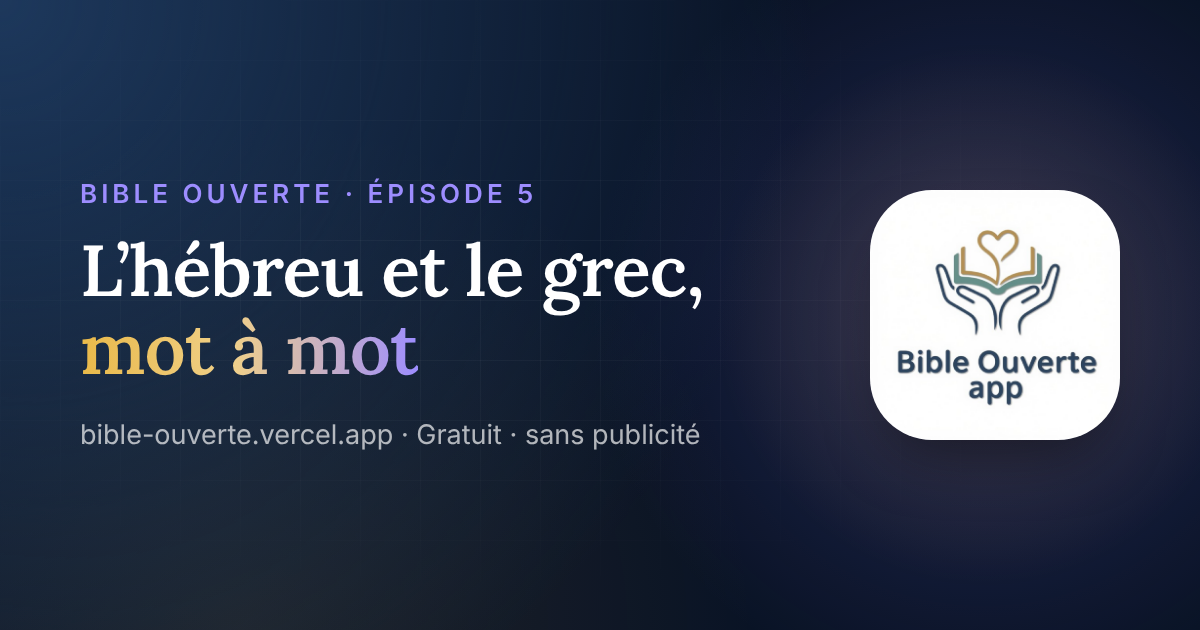 BIBLE OUVERTE · ÉPISODE 5
L’hébreu et le grec,
mot à mot
bible-ouverte.vercel.app · Gratuit · sans publicité
Bible Ouverte
app